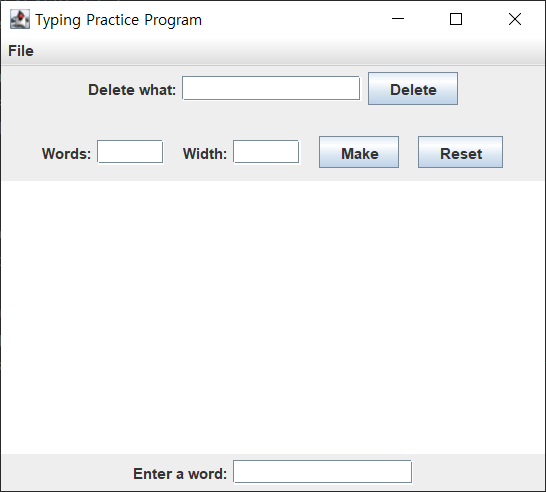 Typing Practice Program
File
Delete what: Delete
Words: Width: Make Reset
Enter a word: